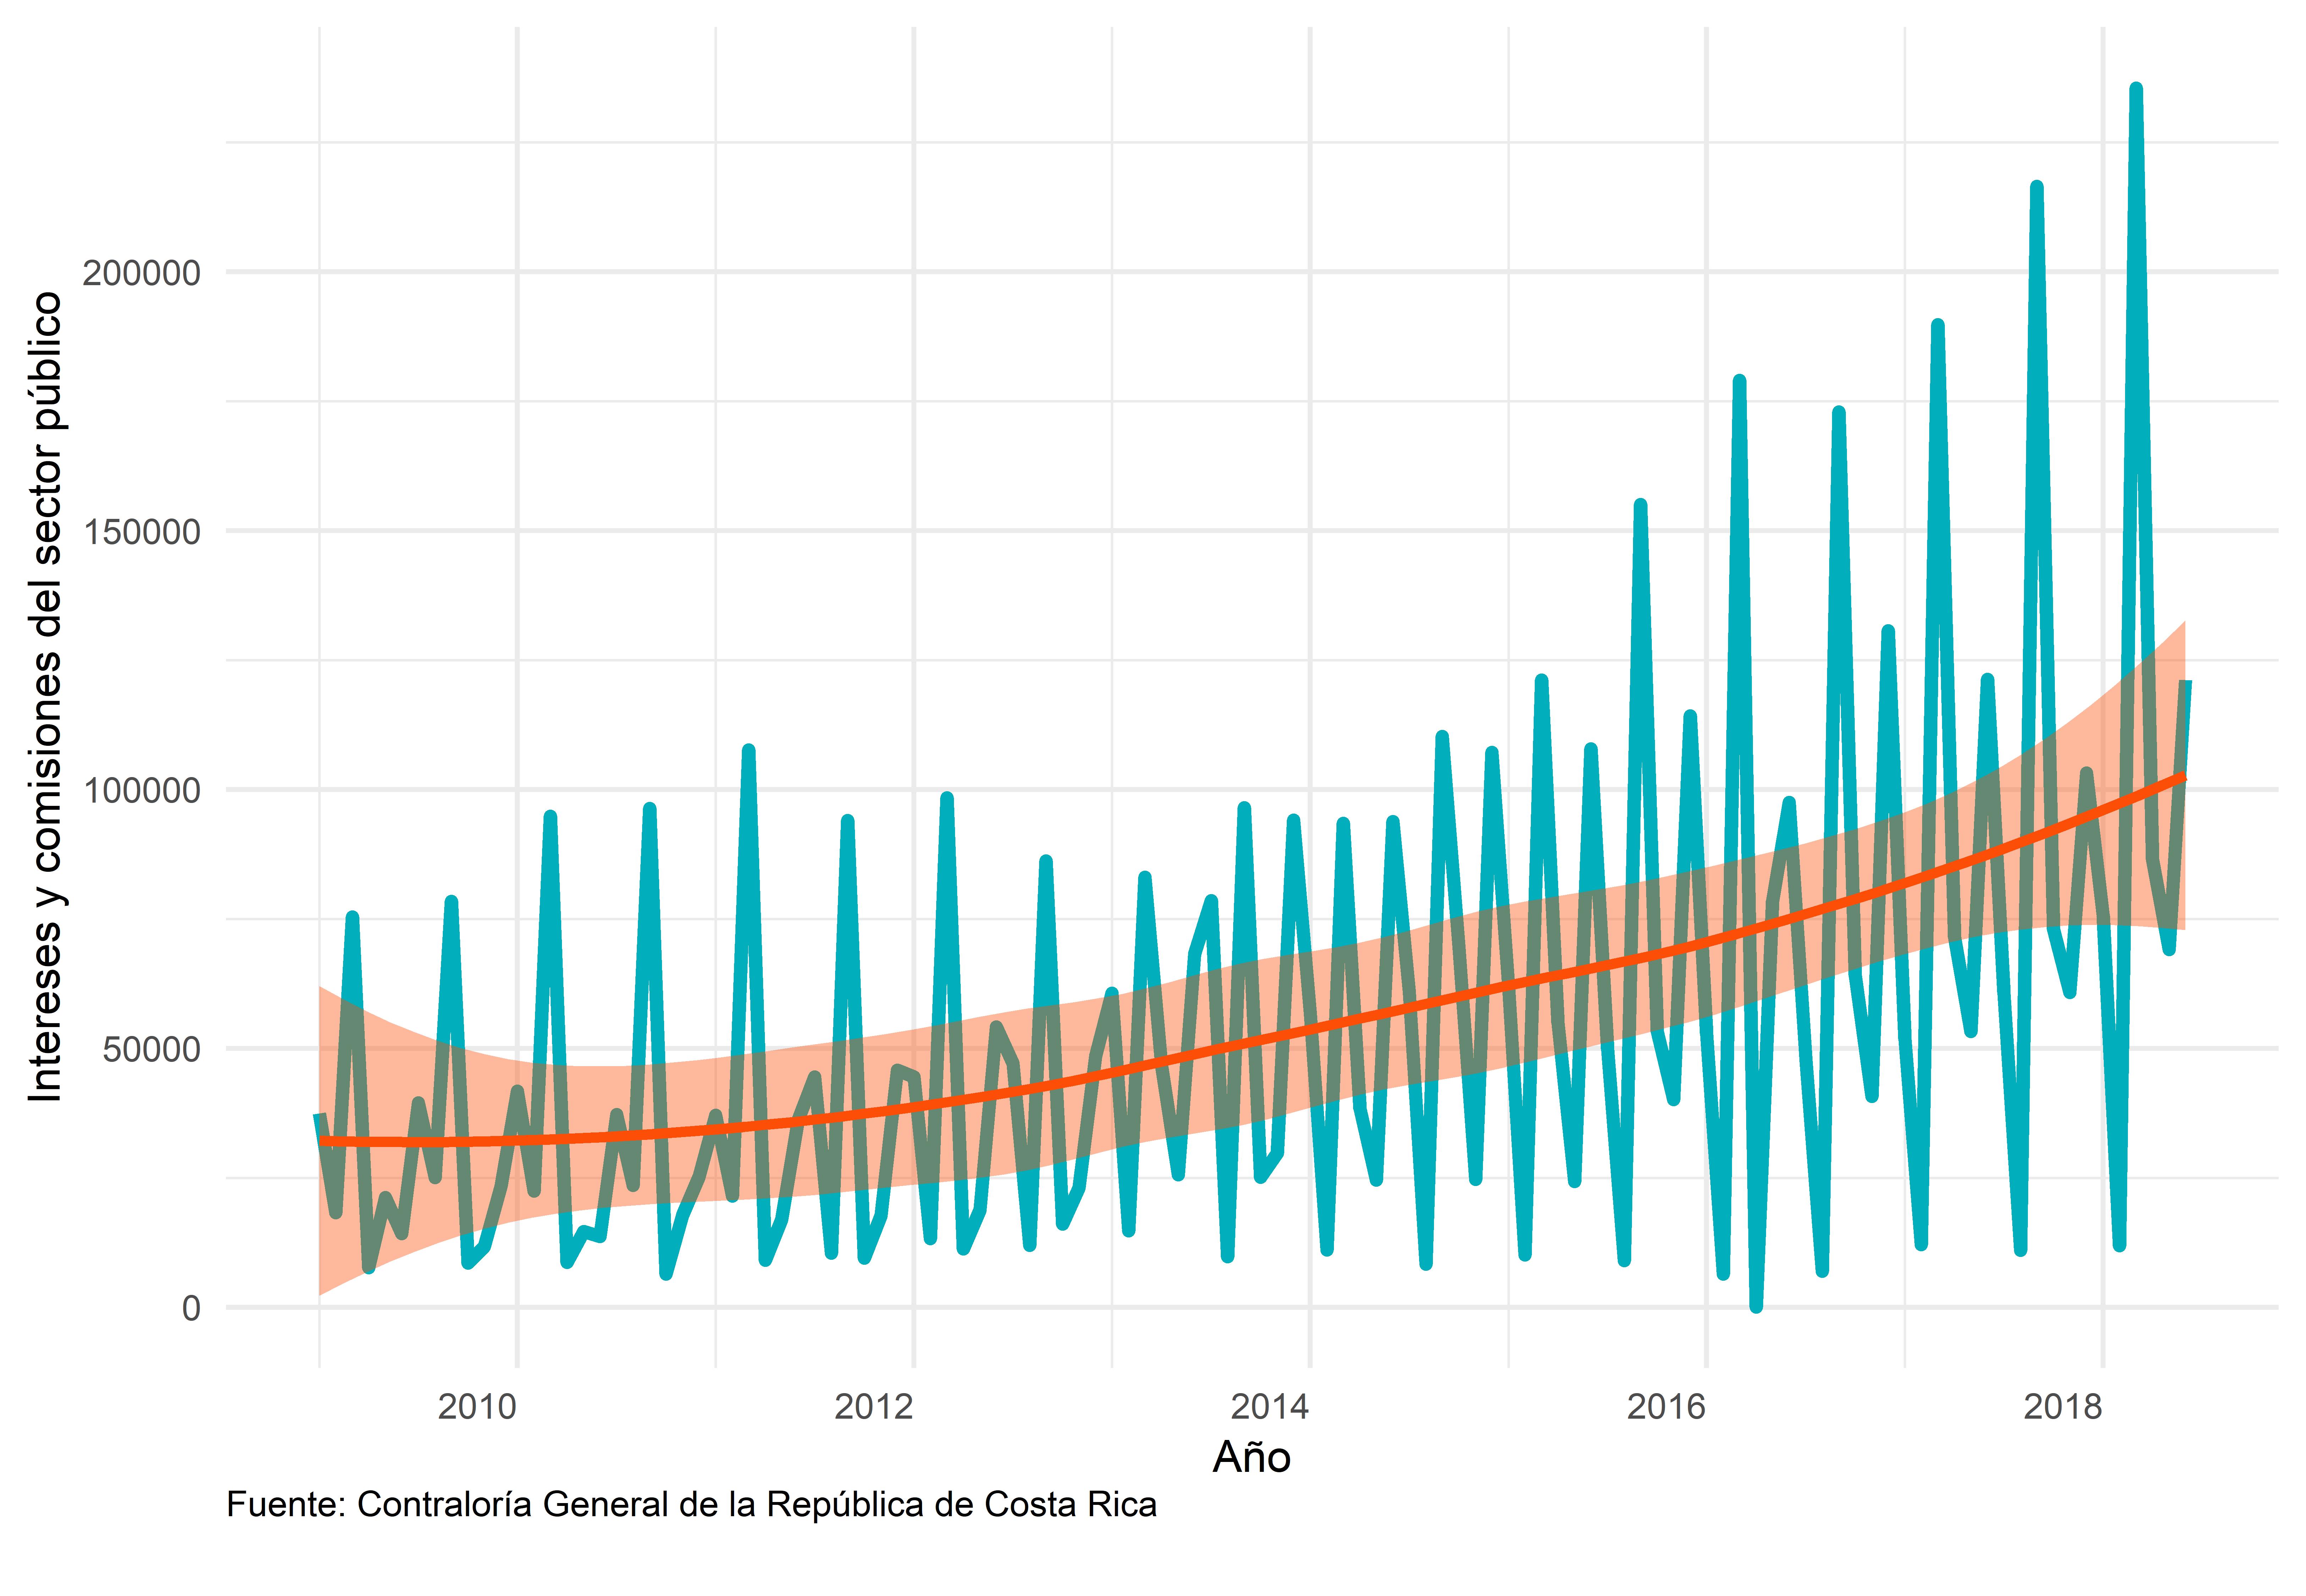 Intereses y comisiones del sector público
200000
150000
100000
50000
0
2010 2012 2014 2016 2018
Año
Fuente: Contraloría General de la República de Costa Rica